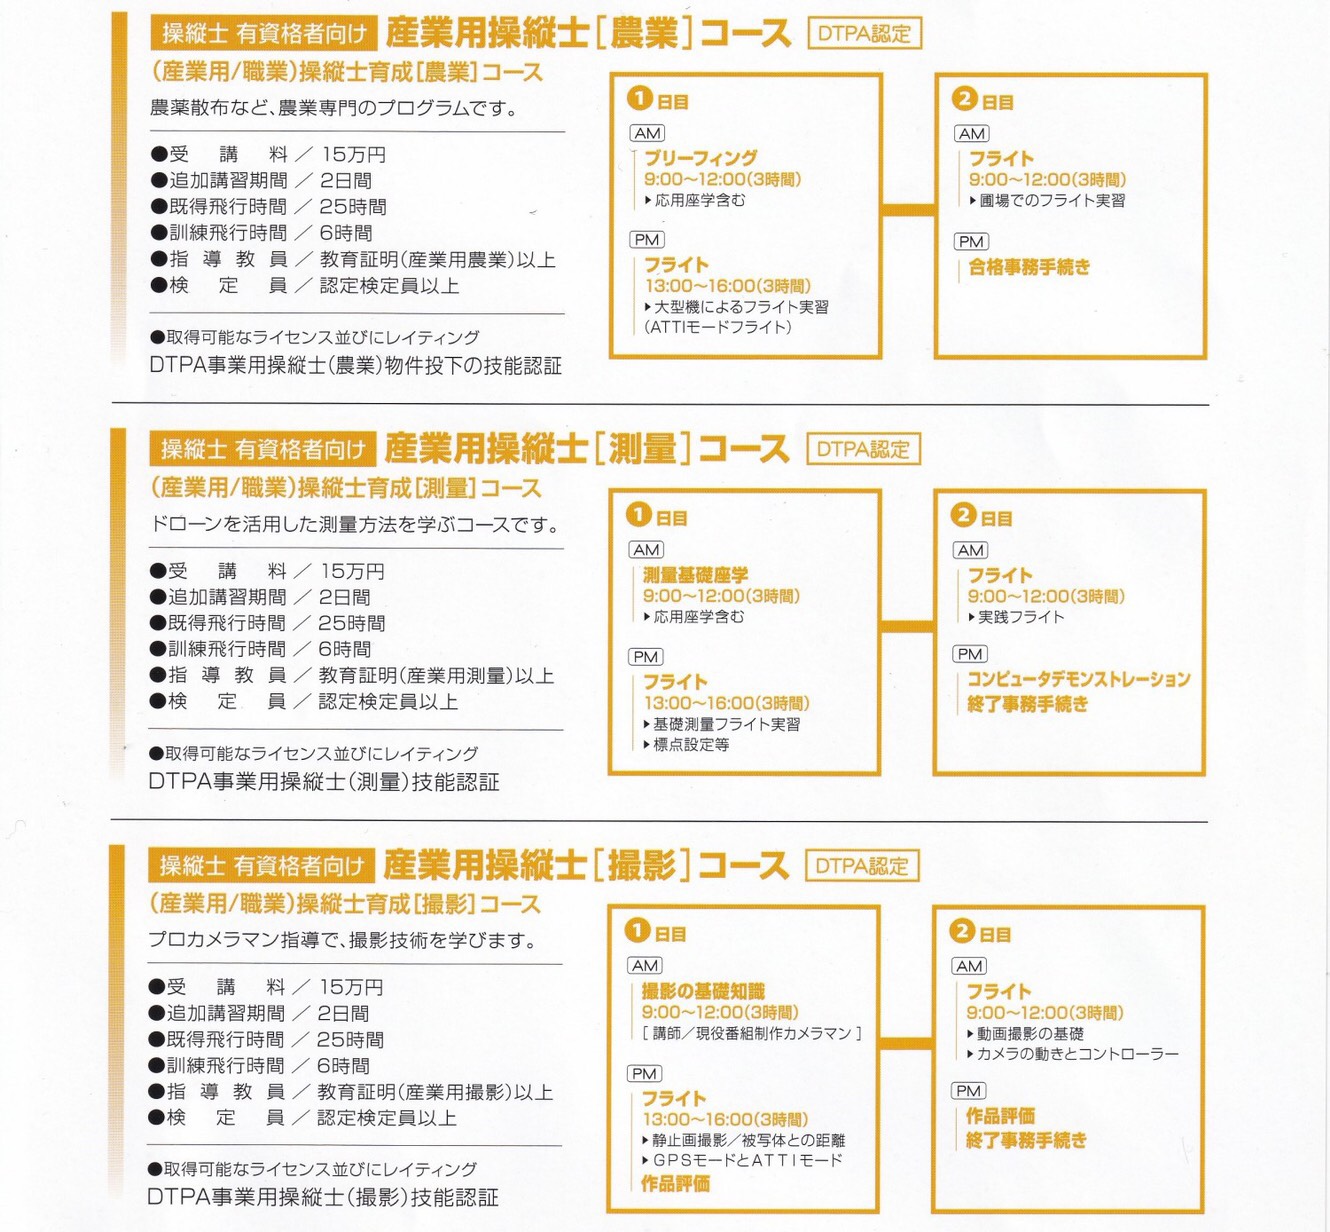 操縦士 有資格者向け 産業用操縦士[農業]コース DTPA認定
(産業用/職業)操縦士育成[農業]コース
農薬散布など、農業専門のプログラムです。
●受講料/15万円
●追加講習期間/2日間
●既得飛行時間/25時間
●訓練飛行時間/6時間
●指導教員/教育証明(産業用農業)以上
●検定員/認定検定員以上
●取得可能なライセンス並びにレイティング
DTPA事業用操縦士(農業)物件投下の技能認証
1日目
AM
ブリーフィング
9:00〜12:00(3時間)
▶応用座学含む
PM
フライト
13:00〜16:00(3時間)
▶大型機によるフライト実習
(ATTIモードフライト)
2日目
AM
フライト
9:00〜12:00(3時間)
▶圃場でのフライト実習
PM
合格事務手続き
操縦士 有資格者向け 産業用操縦士[測量]コース DTPA認定
(産業用/職業)操縦士育成[測量]コース
ドローンを活用した測量方法を学ぶコースです。
●受講料/15万円
●追加講習期間/2日間
●既得飛行時間/25時間
●訓練飛行時間/6時間
●指導教員/教育証明(産業用測量)以上
●検定員/認定検定員以上
●取得可能なライセンス並びにレイティング
DTPA事業用操縦士(測量)技能認証
1日目
AM
測量基礎座学
9:00〜12:00(3時間)
▶応用座学含む
PM
フライト
13:00〜16:00(3時間)
▶基礎測量フライト実習
▶標点設定等
2日目
AM
フライト
9:00〜12:00(3時間)
▶実践フライト
PM
コンピュータデモンストレーション
終了事務手続き
操縦士 有資格者向け 産業用操縦士[撮影]コース DTPA認定
(産業用/職業)操縦士育成[撮影]コース
プロカメラマン指導で、撮影技術を学びます。
●受講料/15万円
●追加講習期間/2日間
●既得飛行時間/25時間
●訓練飛行時間/6時間
●指導教員/教育証明(産業用撮影)以上
●検定員/認定検定員以上
●取得可能なライセンス並びにレイティング
DTPA事業用操縦士(撮影)技能認証
1日目
AM
撮影の基礎知識
9:00〜12:00(3時間)
[講師/現役番組制作カメラマン]
PM
フライト
13:00〜16:00(3時間)
▶静止画撮影/被写体との距離
▶GPSモードとATTIモード
作品評価
2日目
AM
フライト
9:00〜12:00(3時間)
▶動画撮影の基礎
▶カメラの動きとコントローラー
PM
作品評価
終了事務手続き